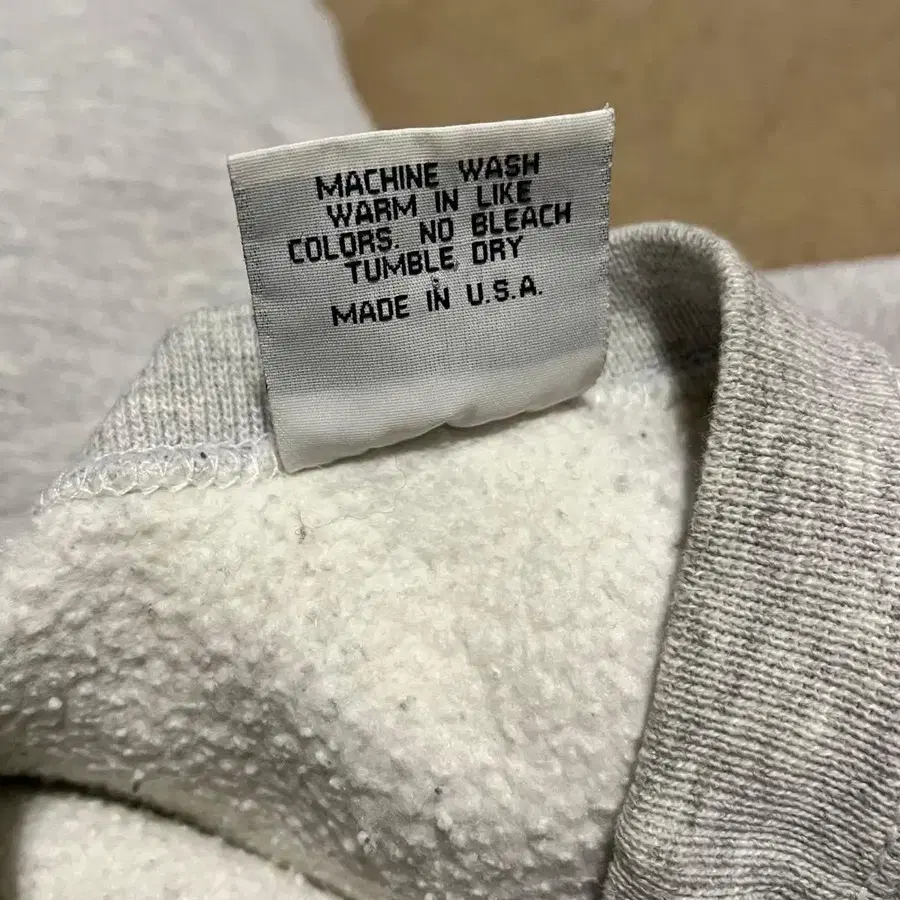 MACHINE WASH
WARM IN LIKE
COLORS. NO BLEACH
TUMBLE DRY
MADE IN U.S.A.